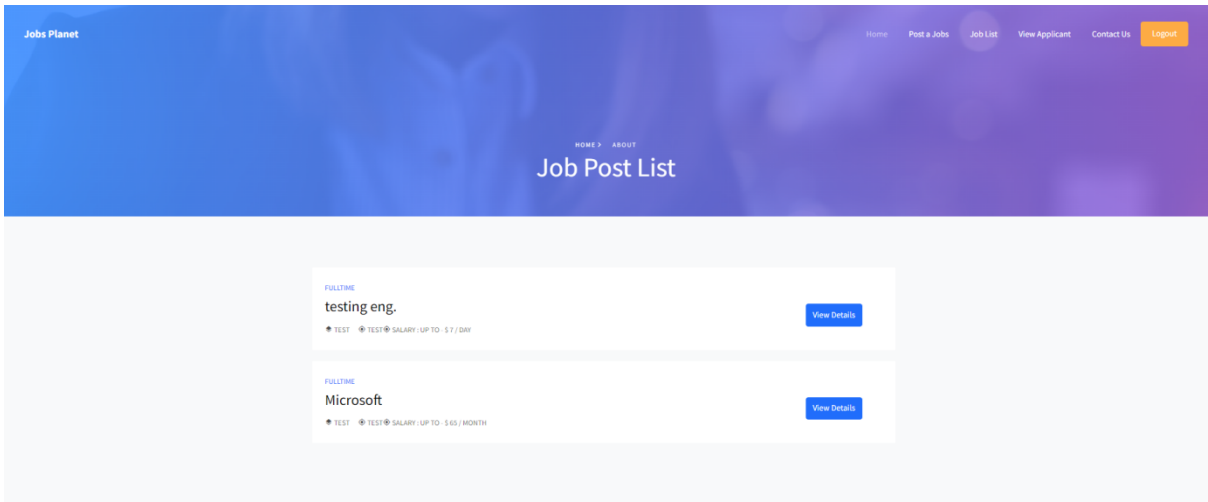 Jobs Planet Home Post a Jobs Job List View Applicant Contact Us Logout
HOME > ABOUT
Job Post List
FULLTIME
testing eng.
TEST TEST SALARY : UP TO - $ 7 / DAY
View Details
FULLTIME
Microsoft
TEST TEST SALARY : UP TO - $ 65 / MONTH
View Details